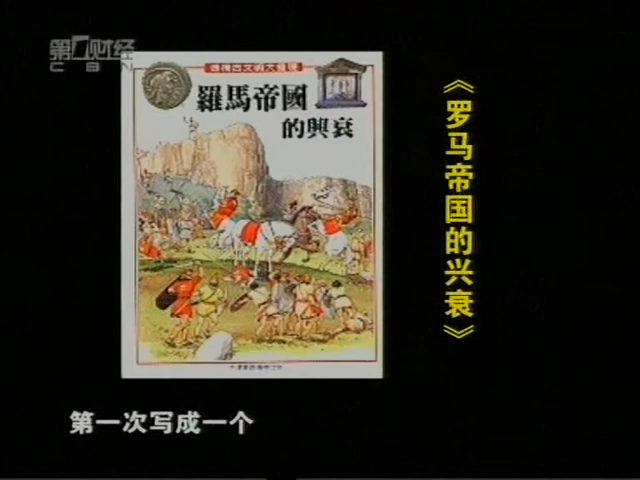 第一财经
CBN
羅馬帝國
的興衰
《罗马帝国的兴衰》
第一次写成一个